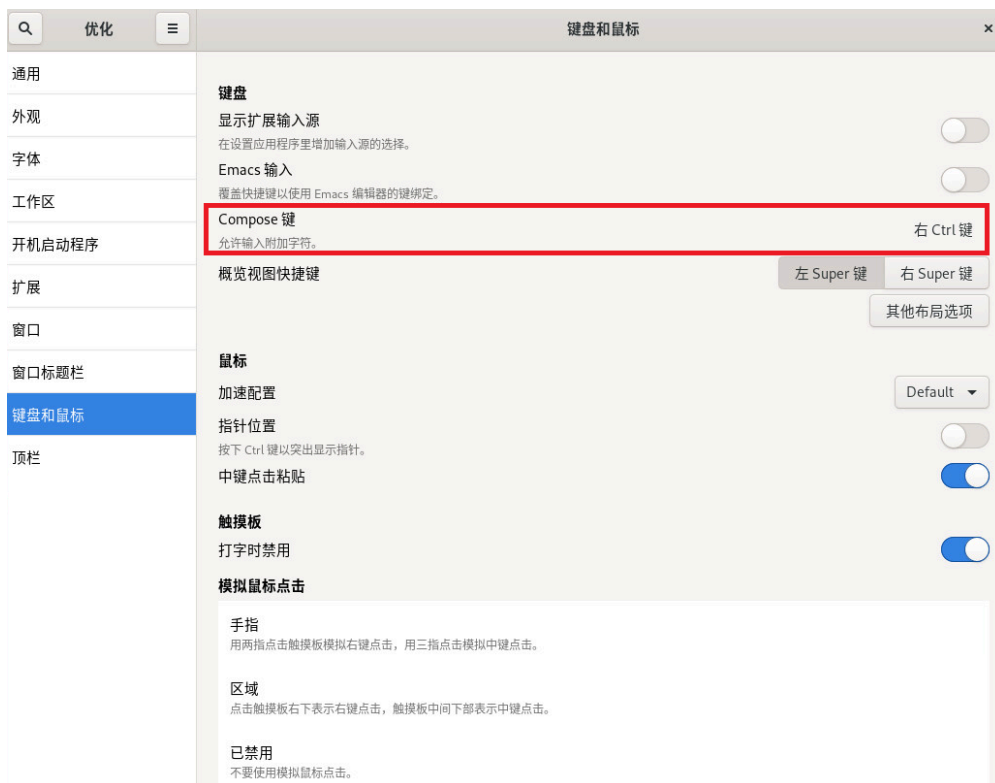 优化
键盘和鼠标
通用
外观
字体
工作区
开机启动程序
扩展
窗口
窗口标题栏
键盘和鼠标
顶栏
键盘
显示扩展输入源
在设置应用程序里增加输入源的选择。
Emacs 输入
覆盖快捷键以使用 Emacs 编辑器的键绑定。
Compose 键
允许输入附加字符。
右 Ctrl 键
概览视图快捷键
左 Super 键
右 Super 键
其他布局选项
鼠标
加速配置
Default
指针位置
按下 Ctrl 键以突出显示指针。
中键点击粘贴
触摸板
打字时禁用
模拟鼠标点击
手指
用两指点击触摸板模拟右键点击，用三指点击模拟中键点击。
区域
点击触摸板右下表示右键点击，触摸板中间下部表示中键点击。
已禁用
不要使用模拟鼠标点击。